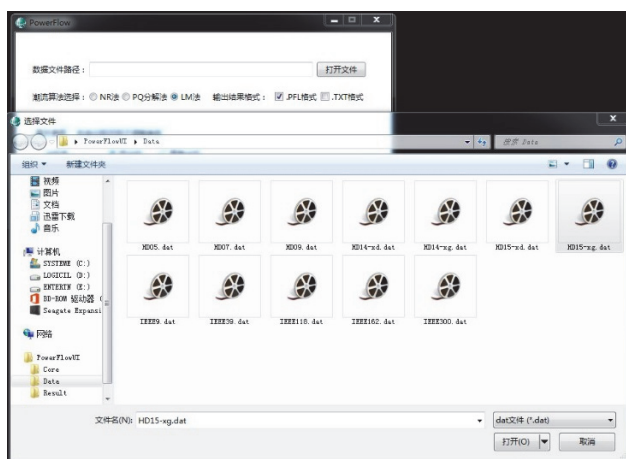 PowerFlow
数据文件路径：
打开文件
潮流算法选择： NR法 PQ分解法 LM法 输出结果格式： .PFL格式 .TXT格式
选择文件
PowerFlowUI Data
搜索 Data
组织 新建文件夹
视频
图片
文档
迅雷下载
音乐
计算机
SYSTEME (C:)
LOGICIL (D:)
ENTERTN (E:)
BD-ROM 驱动器 (
Seagate Expansi
网络
PowerFlowUI
Core
Data
Result
HD05.dat HD07.dat HD09.dat HD14-xd.dat HD14-xg.dat HD15-xd.dat HD15-xg.dat
IEEE9.dat IEEE39.dat IEEE118.dat IEEE162.dat IEEE300.dat
文件名(N): HD15-xg.dat
dat文件 (*.dat)
打开(O) 取消